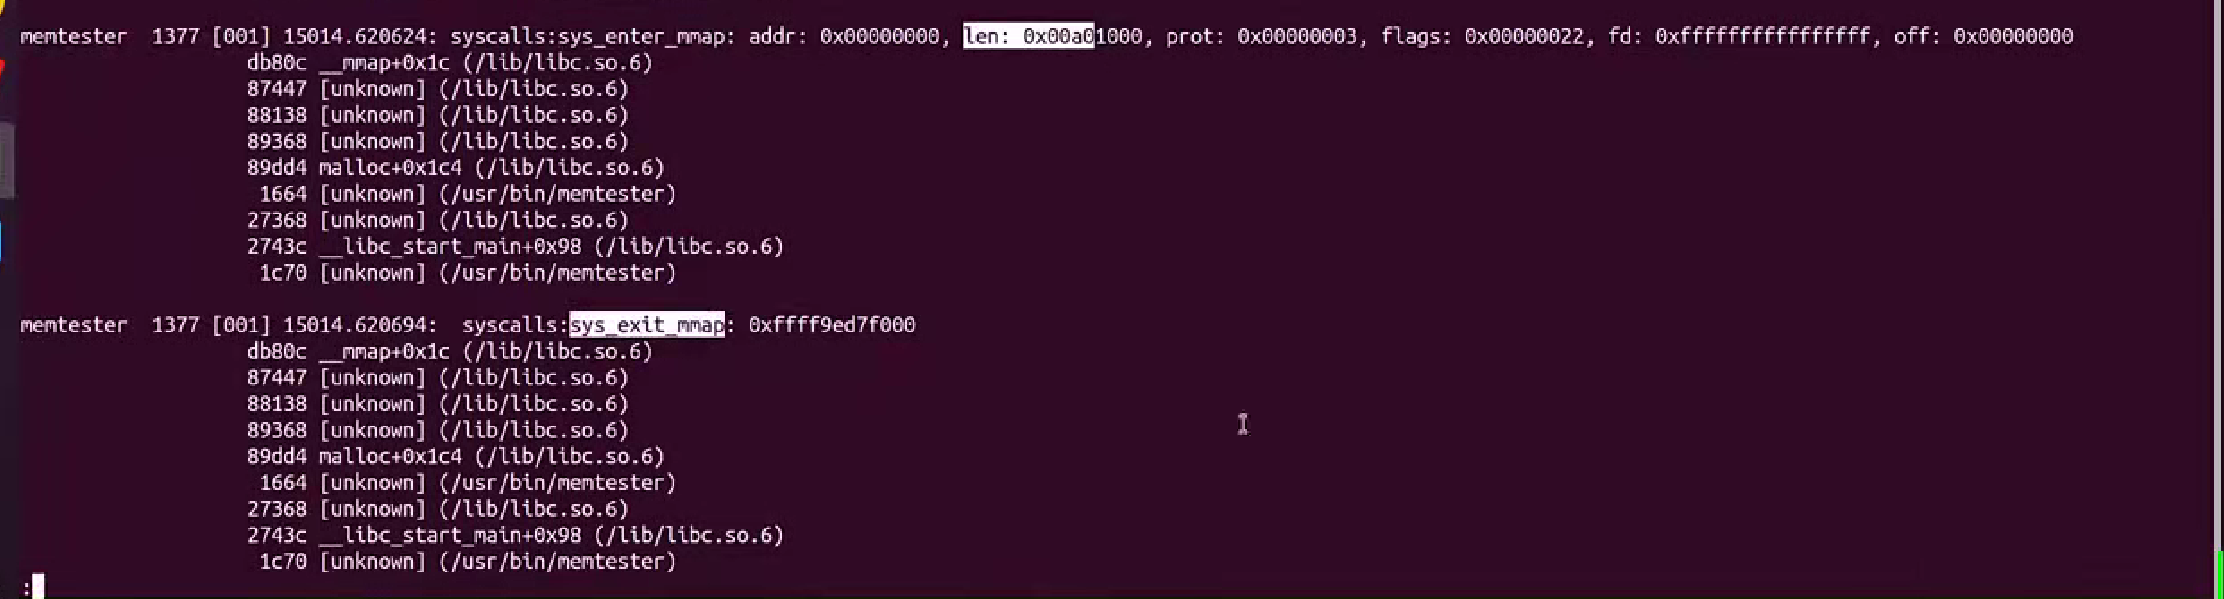 memtester  1377 [001] 15014.620624: syscalls:sys_enter_mmap: addr: 0x00000000, len: 0x00a01000, prot: 0x00000003, flags: 0x00000022, fd: 0xffffffffffffffff, off: 0x00000000
db80c __mmap+0x1c (/lib/libc.so.6)
87447 [unknown] (/lib/libc.so.6)
88138 [unknown] (/lib/libc.so.6)
89368 [unknown] (/lib/libc.so.6)
89dd4 malloc+0x1c4 (/lib/libc.so.6)
1664 [unknown] (/usr/bin/memtester)
27368 [unknown] (/lib/libc.so.6)
2743c __libc_start_main+0x98 (/lib/libc.so.6)
1c70 [unknown] (/usr/bin/memtester)
memtester  1377 [001] 15014.620694:  syscalls:sys_exit_mmap: 0xffff9ed7f000
db80c __mmap+0x1c (/lib/libc.so.6)
87447 [unknown] (/lib/libc.so.6)
88138 [unknown] (/lib/libc.so.6)
89368 [unknown] (/lib/libc.so.6)
89dd4 malloc+0x1c4 (/lib/libc.so.6)
1664 [unknown] (/usr/bin/memtester)
27368 [unknown] (/lib/libc.so.6)
2743c __libc_start_main+0x98 (/lib/libc.so.6)
1c70 [unknown] (/usr/bin/memtester)
: